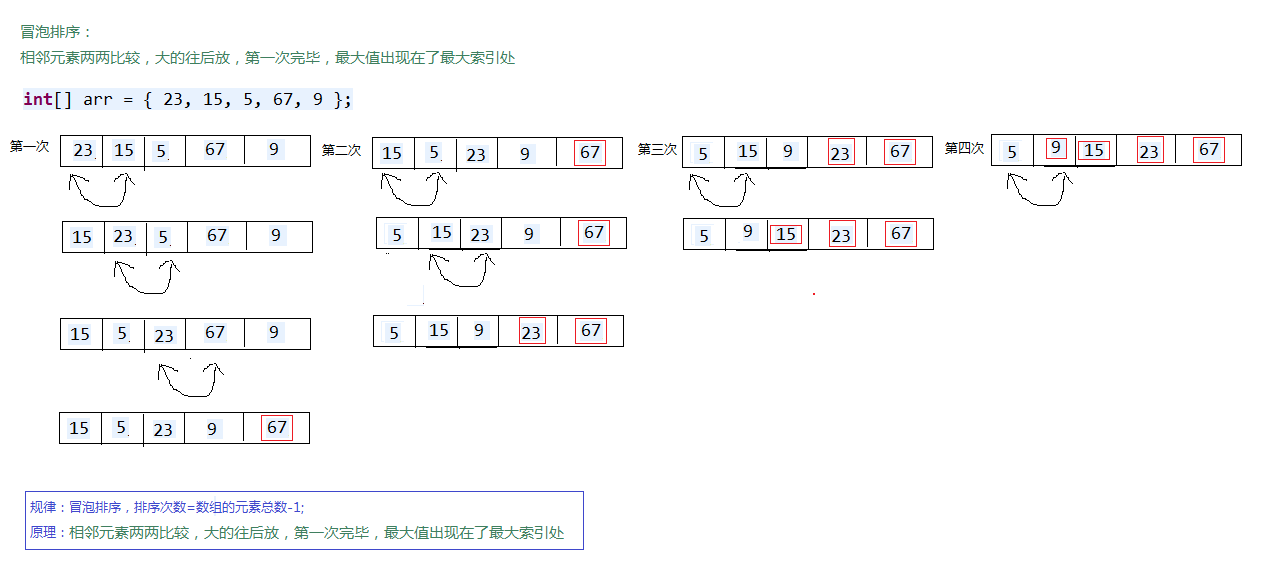 冒泡排序：
相邻元素两两比较，大的往后放，第一次完毕，最大值出现在了最大索引处
int[] arr = { 23, 15, 5, 67, 9 };
第一次 23 15 5 67 9
15 23 5 67 9
15 5 23 67 9
15 5 23 9 67
第二次 15 5 23 9 67
5 15 23 9 67
5 15 9 23 67
第三次 5 15 9 23 67
5 9 15 23 67
第四次 5 9 15 23 67
规律：冒泡排序，排序次数=数组的元素总数-1;
原理：相邻元素两两比较，大的往后放，第一次完毕，最大值出现在了最大索引处